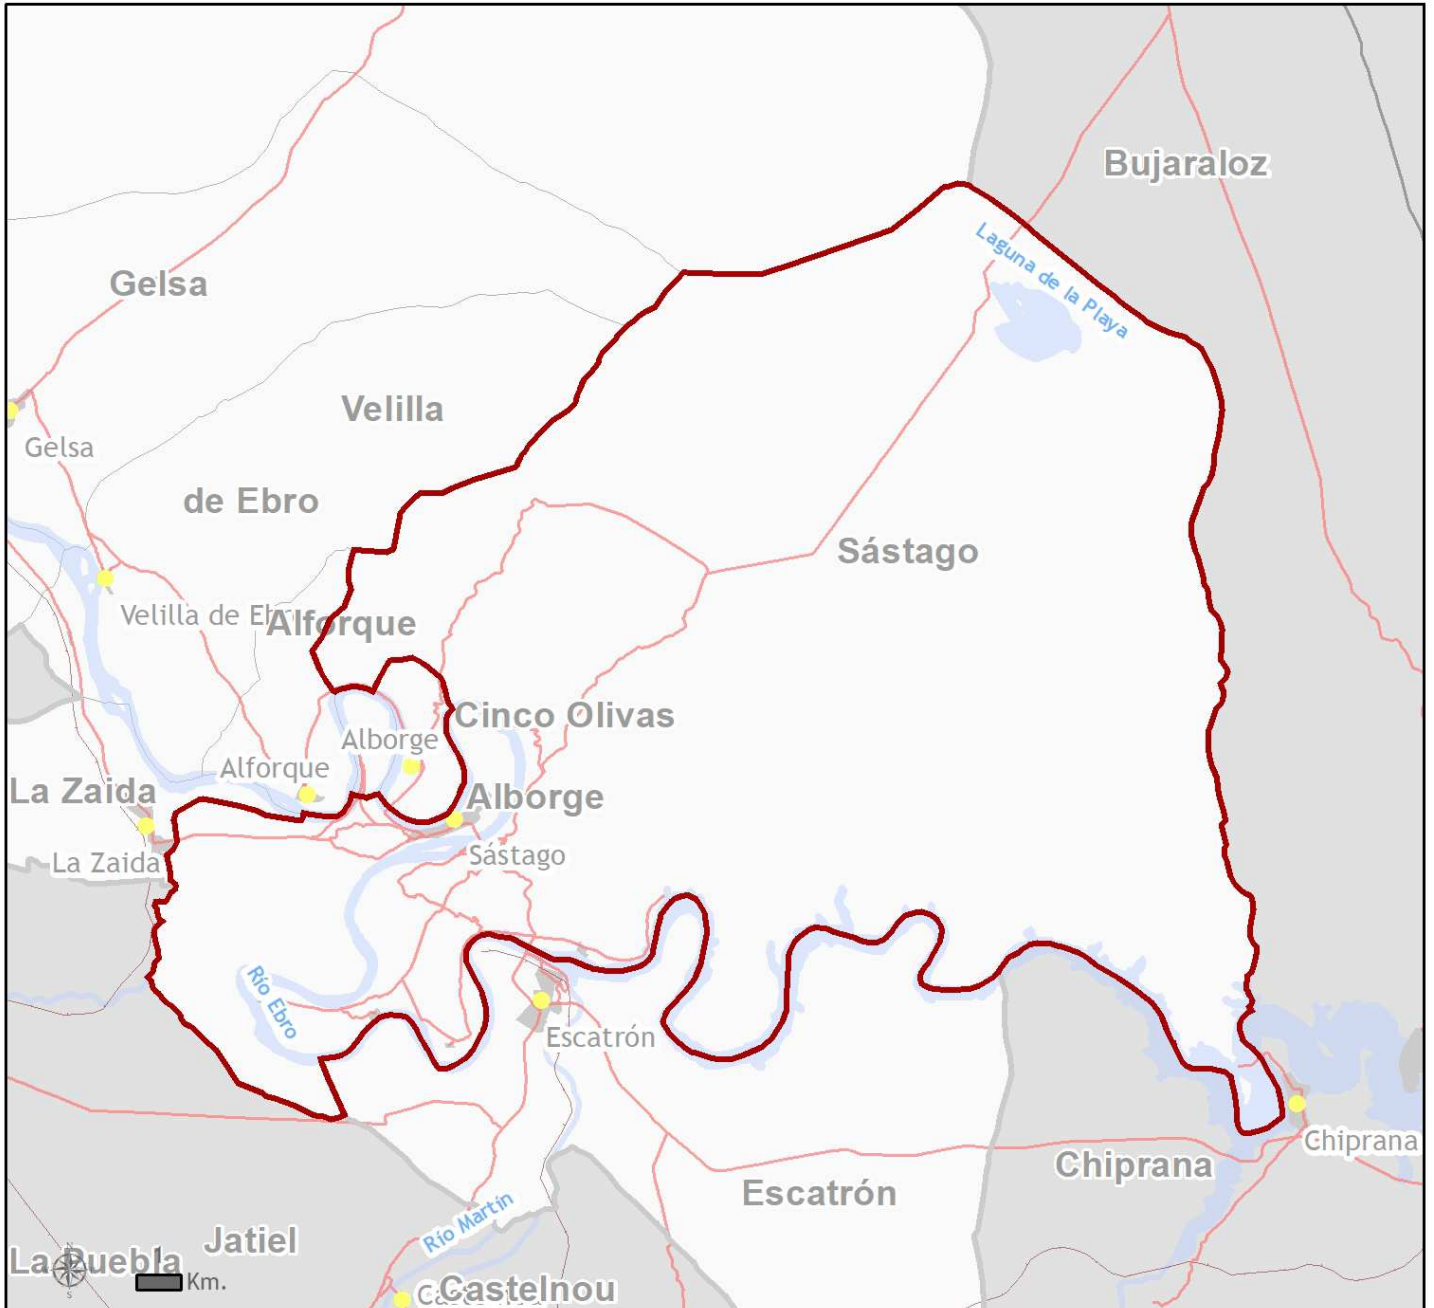 Bujaraloz
Laguna de la Playa
Gelsa
Velilla
Gelsa
de Ebro
Sástago
Velilla de Eb
Alforque
Cinco Olivas
Alborge
Alforque
La Zaida
Alborge
Sástago
La Zaida
Río Ebro
Escatrón
Chiprana
Chiprana
Escatrón
Río Martín
Jatiel
La Puebla
N
S
1
Km.
Castelnou